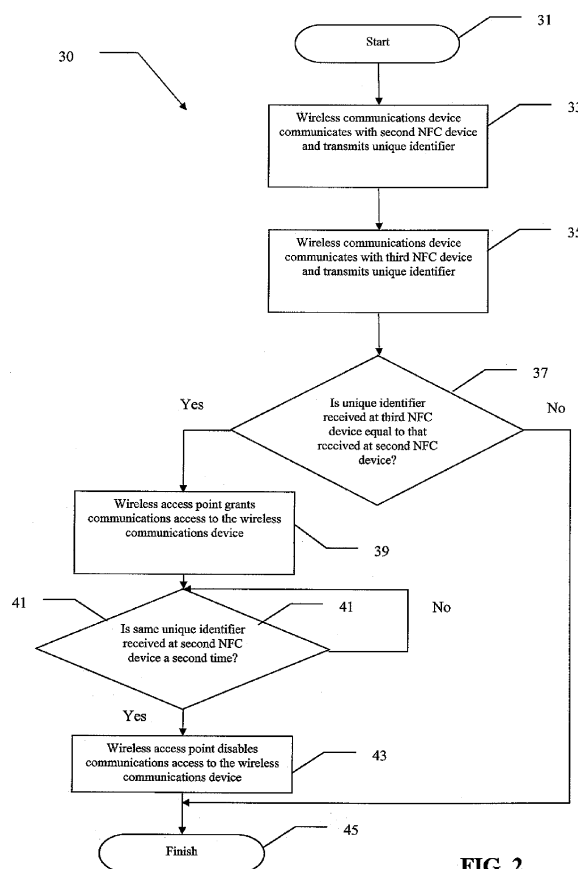 31
Start
30
33
Wireless communications device
communicates with second NFC device
and transmits unique identifier
35
Wireless communications device
communicates with third NFC device
and transmits unique identifier
37
Yes
No
Is unique identifier
received at third NFC
device equal to that
received at second NFC
device?
Wireless access point grants
communications access to the wireless
communications device
39
41
41
No
Is same unique identifier
received at second NFC
device a second time?
Yes
Wireless access point disables
communications access to the wireless
communications device
43
45
Finish
FIG. 2